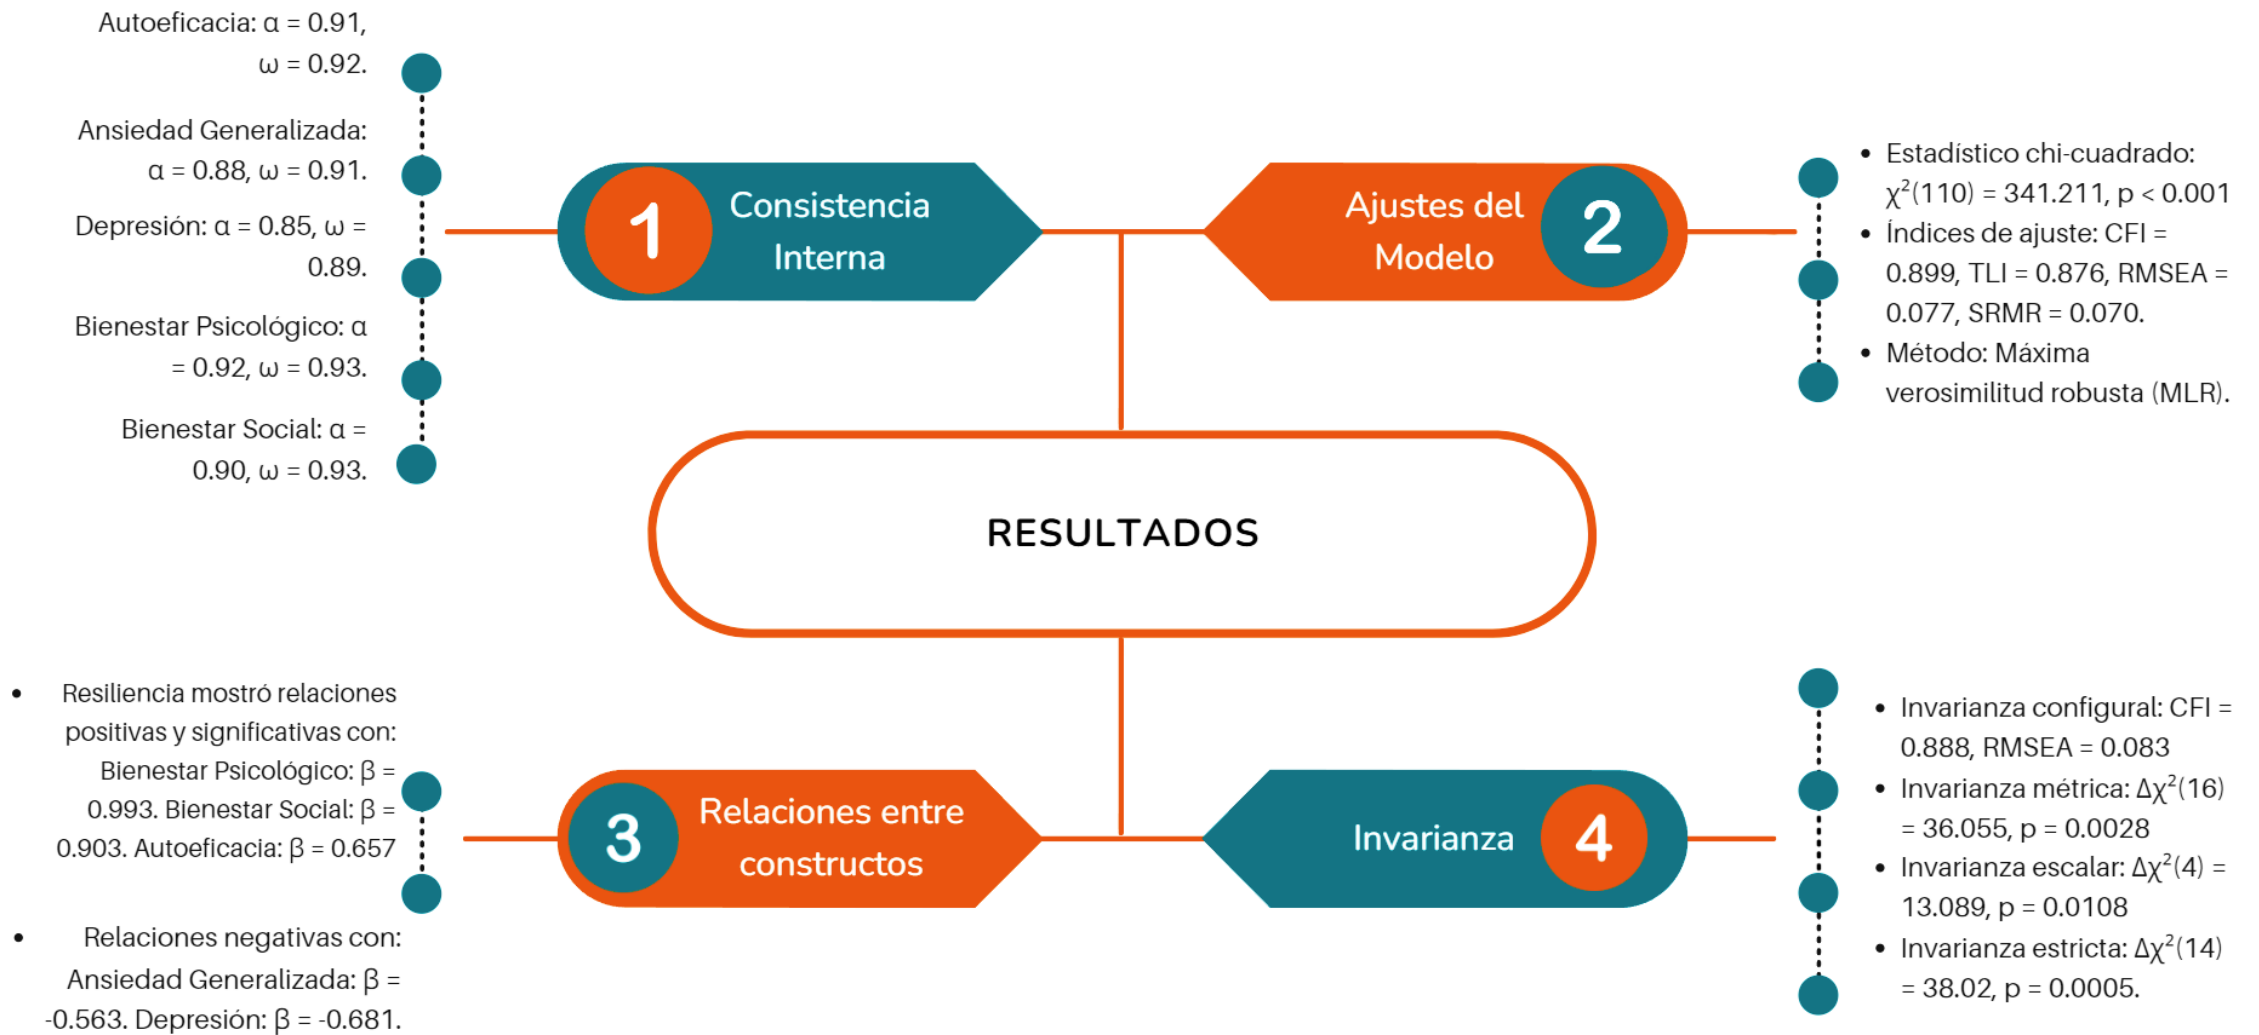 Autoeficacia: α = 0.91,
ω = 0.92.
Ansiedad Generalizada:
α = 0.88, ω = 0.91.
Depresión: α = 0.85, ω =
0.89.
Bienestar Psicológico: α
= 0.92, ω = 0.93.
Bienestar Social: α =
0.90, ω = 0.93.
1
Consistencia
Interna
Ajustes del
Modelo
2
• Estadístico chi-cuadrado:
χ²(110) = 341.211, p < 0.001
• Índices de ajuste: CFI =
0.899, TLI = 0.876, RMSEA =
0.077, SRMR = 0.070.
• Método: Máxima
verosimilitud robusta (MLR).
RESULTADOS
• Resiliencia mostró relaciones
positivas y significativas con:
Bienestar Psicológico: β =
0.993. Bienestar Social: β =
0.903. Autoeficacia: β = 0.657
• Relaciones negativas con:
Ansiedad Generalizada: β =
-0.563. Depresión: β = -0.681.
3
Relaciones entre
constructos
Invarianza
4
• Invarianza configural: CFI =
0.888, RMSEA = 0.083
• Invarianza métrica: Δχ²(16)
= 36.055, p = 0.0028
• Invarianza escalar: Δχ²(4) =
13.089, p = 0.0108
• Invarianza estricta: Δχ²(14)
= 38.02, p = 0.0005.